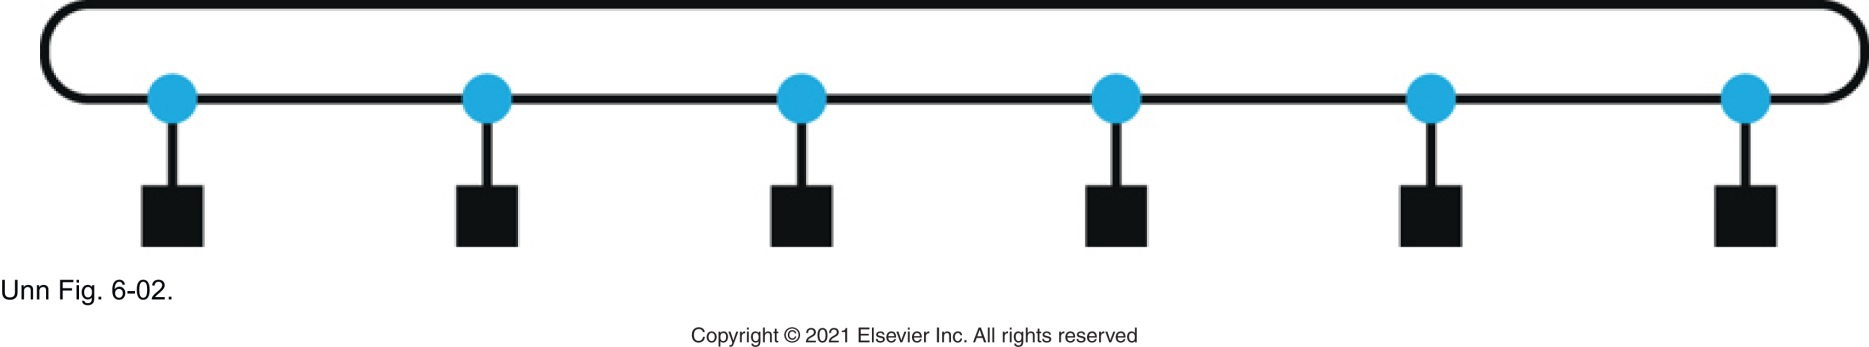 Unn Fig. 6-02.
Copyright © 2021 Elsevier Inc. All rights reserved